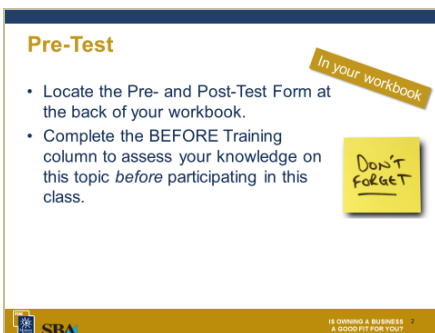 Pre-Test
In your workbook
• Locate the Pre- and Post-Test Form at
the back of your workbook.
• Complete the BEFORE Training
column to assess your knowledge on
this topic before participating in this
class.
DON'T
FORGET
SBA
IS OWNING A BUSINESS 2
A GOOD FIT FOR YOU?